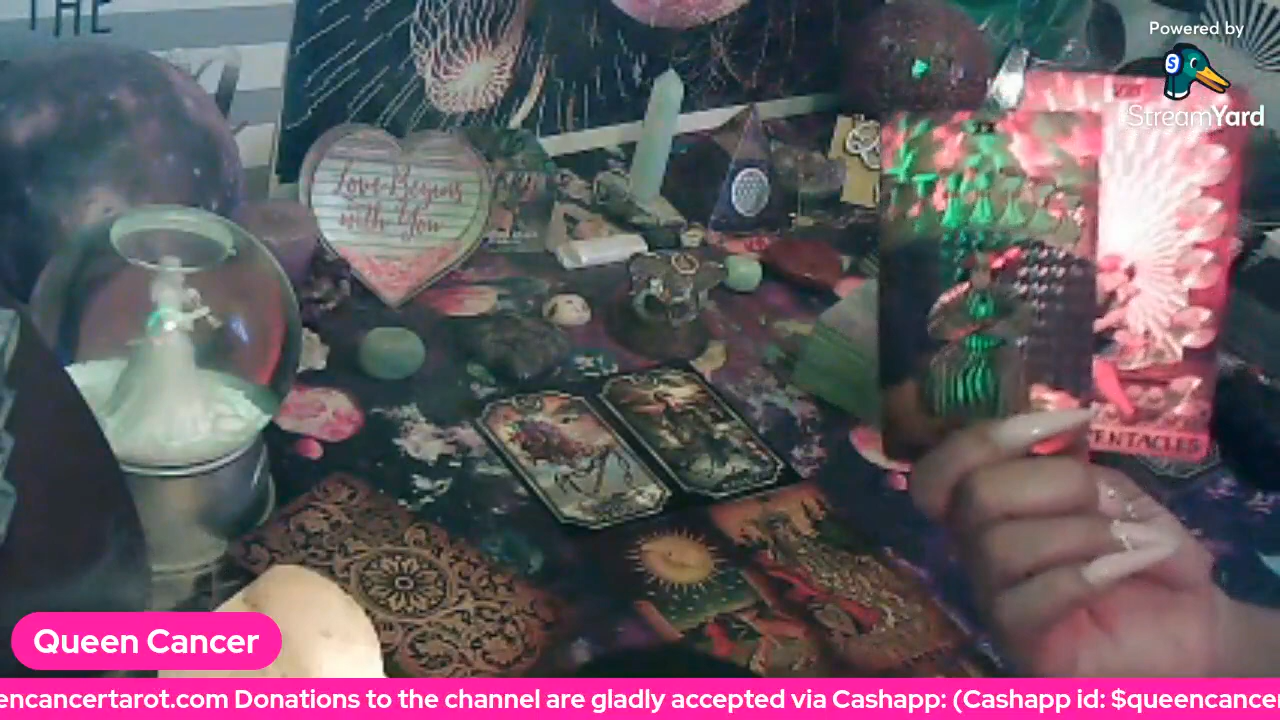 THE
Powered by
StreamYard
Love Begins
with You
PENTACLES
Queen Cancer
encancertarot.com Donations to the channel are gladly accepted via Cashapp: (Cashapp id: $queencancer